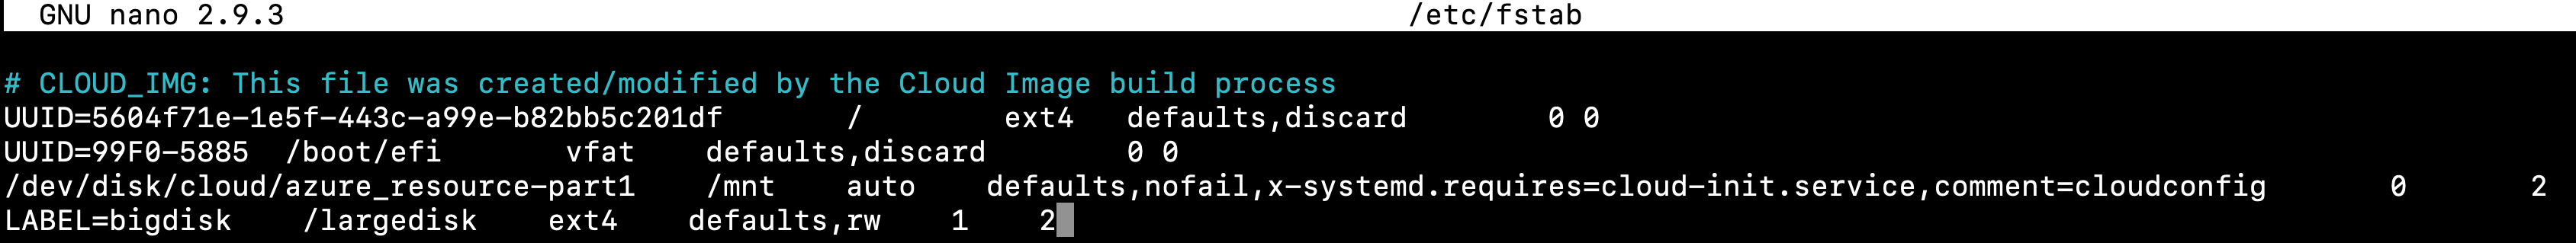 GNU nano 2.9.3 /etc/fstab
# CLOUD_IMG: This file was created/modified by the Cloud Image build process
UUID=5604f71e-1e5f-443c-a99e-b82bb5c201df / ext4 defaults,discard 0 0
UUID=99F0-5885 /boot/efi vfat defaults,discard 0 0
/dev/disk/cloud/azure_resource-part1 /mnt auto defaults,nofail,x-systemd.requires=cloud-init.service,comment=cloudconfig 0 2
LABEL=bigdisk /largedisk ext4 defaults,rw 1 2